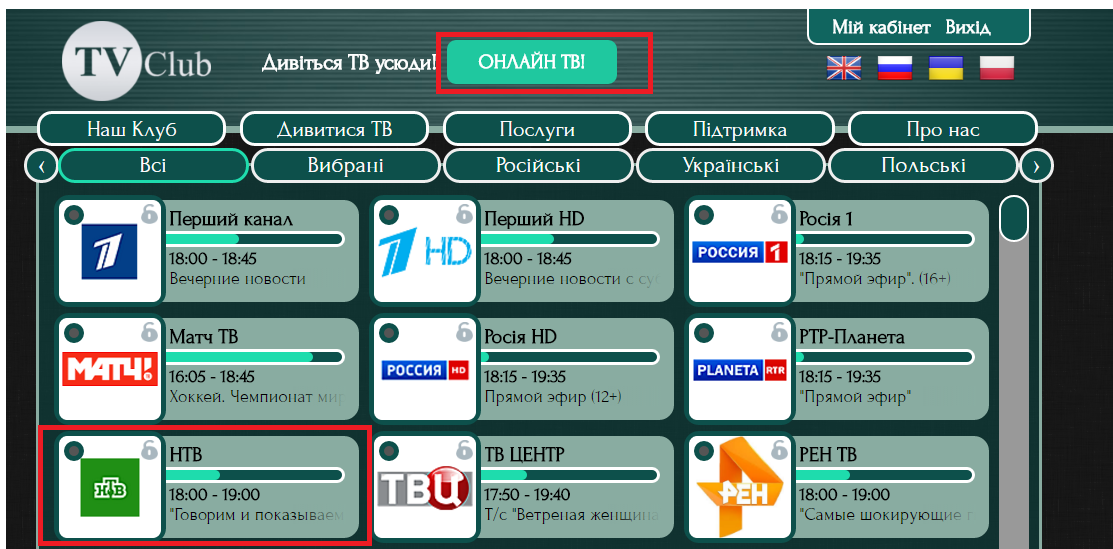 Мій кабінет Вихід
TV Club
Дивіться ТВ усюди!
ОНЛАЙН ТВ!
Наш Клуб
Дивитися ТВ
Послуги
Підтримка
Про нас
‹
Всі
Вибрані
Російські
Українські
Польські
›
1
Перший канал
18:00 - 18:45
Вечерние новости
1 HD
Перший HD
18:00 - 18:45
Вечерние новости с су
РОССИЯ 1
Росія 1
18:15 - 19:35
"Прямой эфир". (16+)
МАТЧ!
Матч ТВ
16:05 - 18:45
Хоккей. Чемпионат мир
РОССИЯ HD
Росія HD
18:15 - 19:35
Прямой эфир (12+)
PLANETA RTR
РТР-Планета
18:15 - 19:35
"Прямой эфир"
НТВ
НТВ
18:00 - 19:00
"Говорим и показываем
ТВЦ
ТВ ЦЕНТР
17:50 - 19:40
Т/с "Ветреная женщина
РЕН
РЕН ТВ
18:00 - 19:00
"Самые шокирующие г